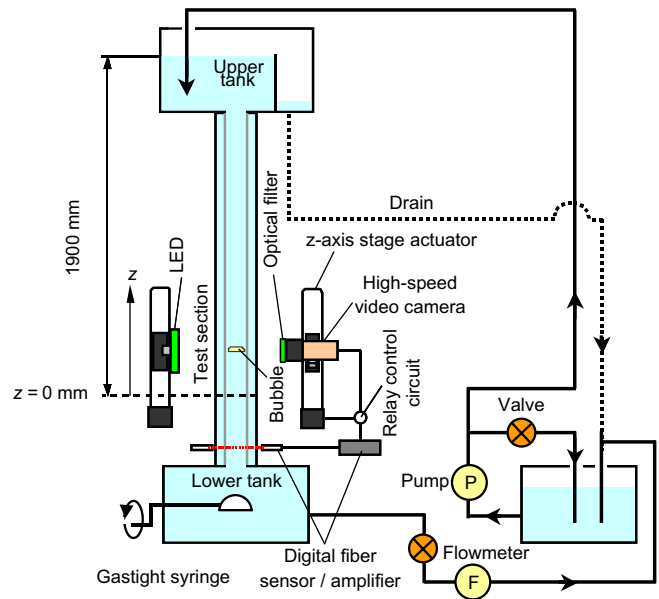 Upper
tank
Drain
1900 mm
z
LED
Optical filter
z-axis stage actuator
High-speed
video camera
Test section
Bubble
Relay control
circuit
z = 0 mm
Valve
Lower tank
Pump
P
Digital fiber
sensor / amplifier
Flowmeter
F
Gastight syringe